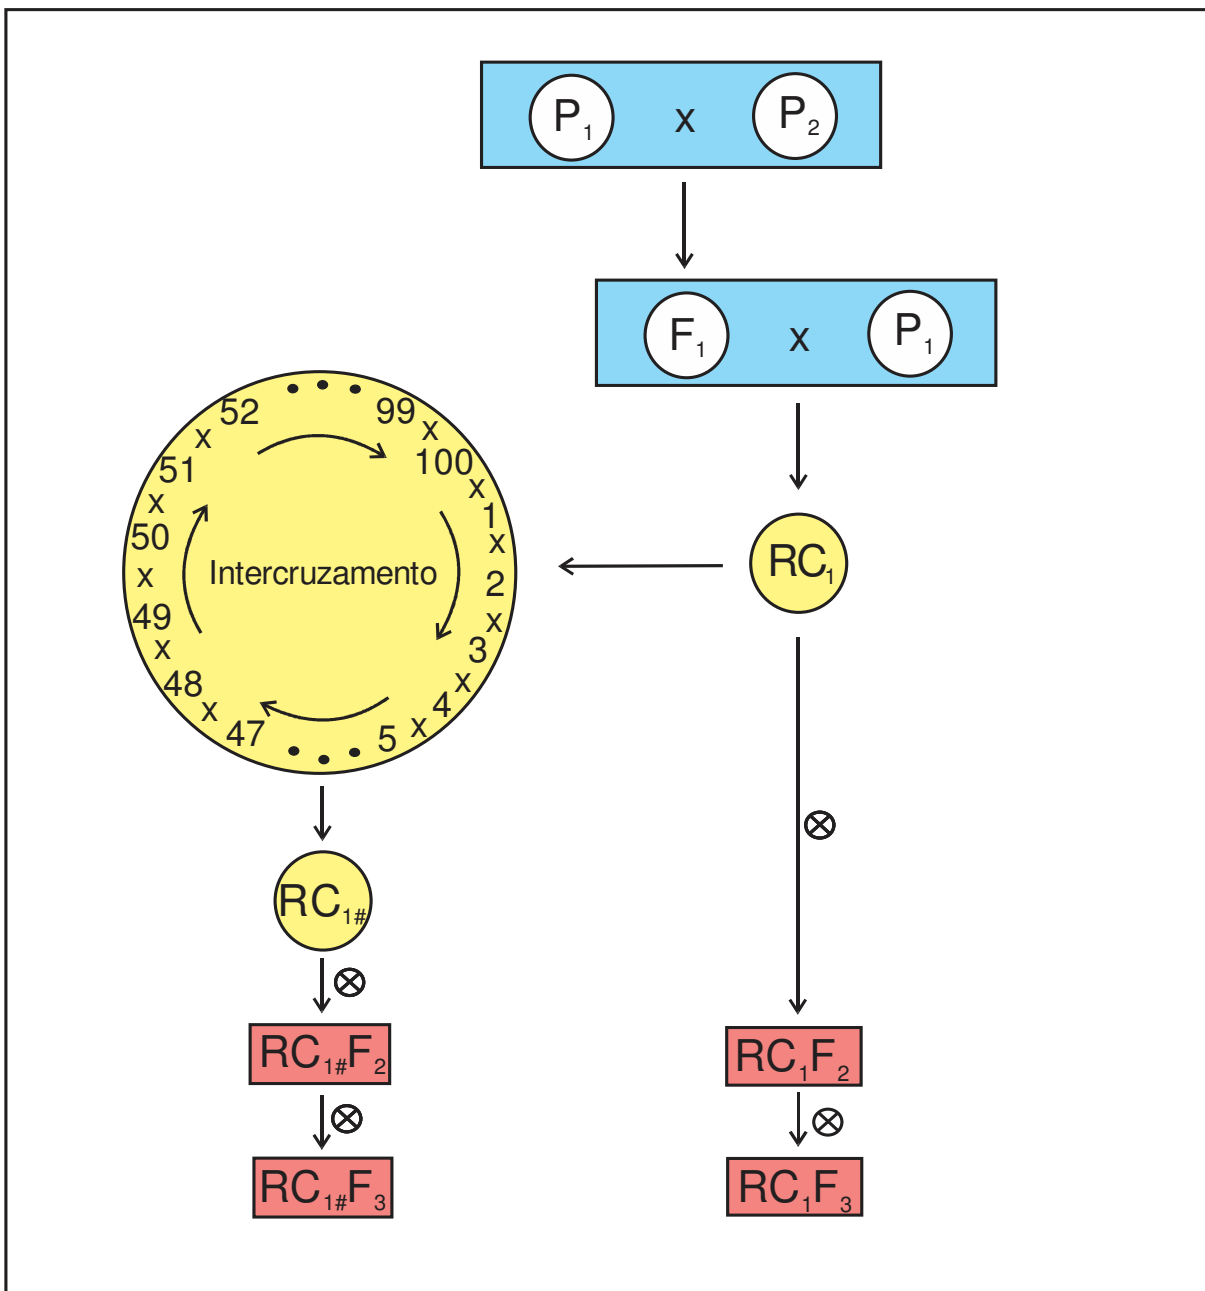 P₁ x P₂
F₁ x P₁
52 • • • 99
x x
51 100
x x
50 1
x x
49 2
x x
48 3
x x
47 • • • 5 x 4
Intercruzamento
RC₁
⊗
RC₁#
⊗
RC₁#F₂
⊗
RC₁#F₃
RC₁F₂
⊗
RC₁F₃